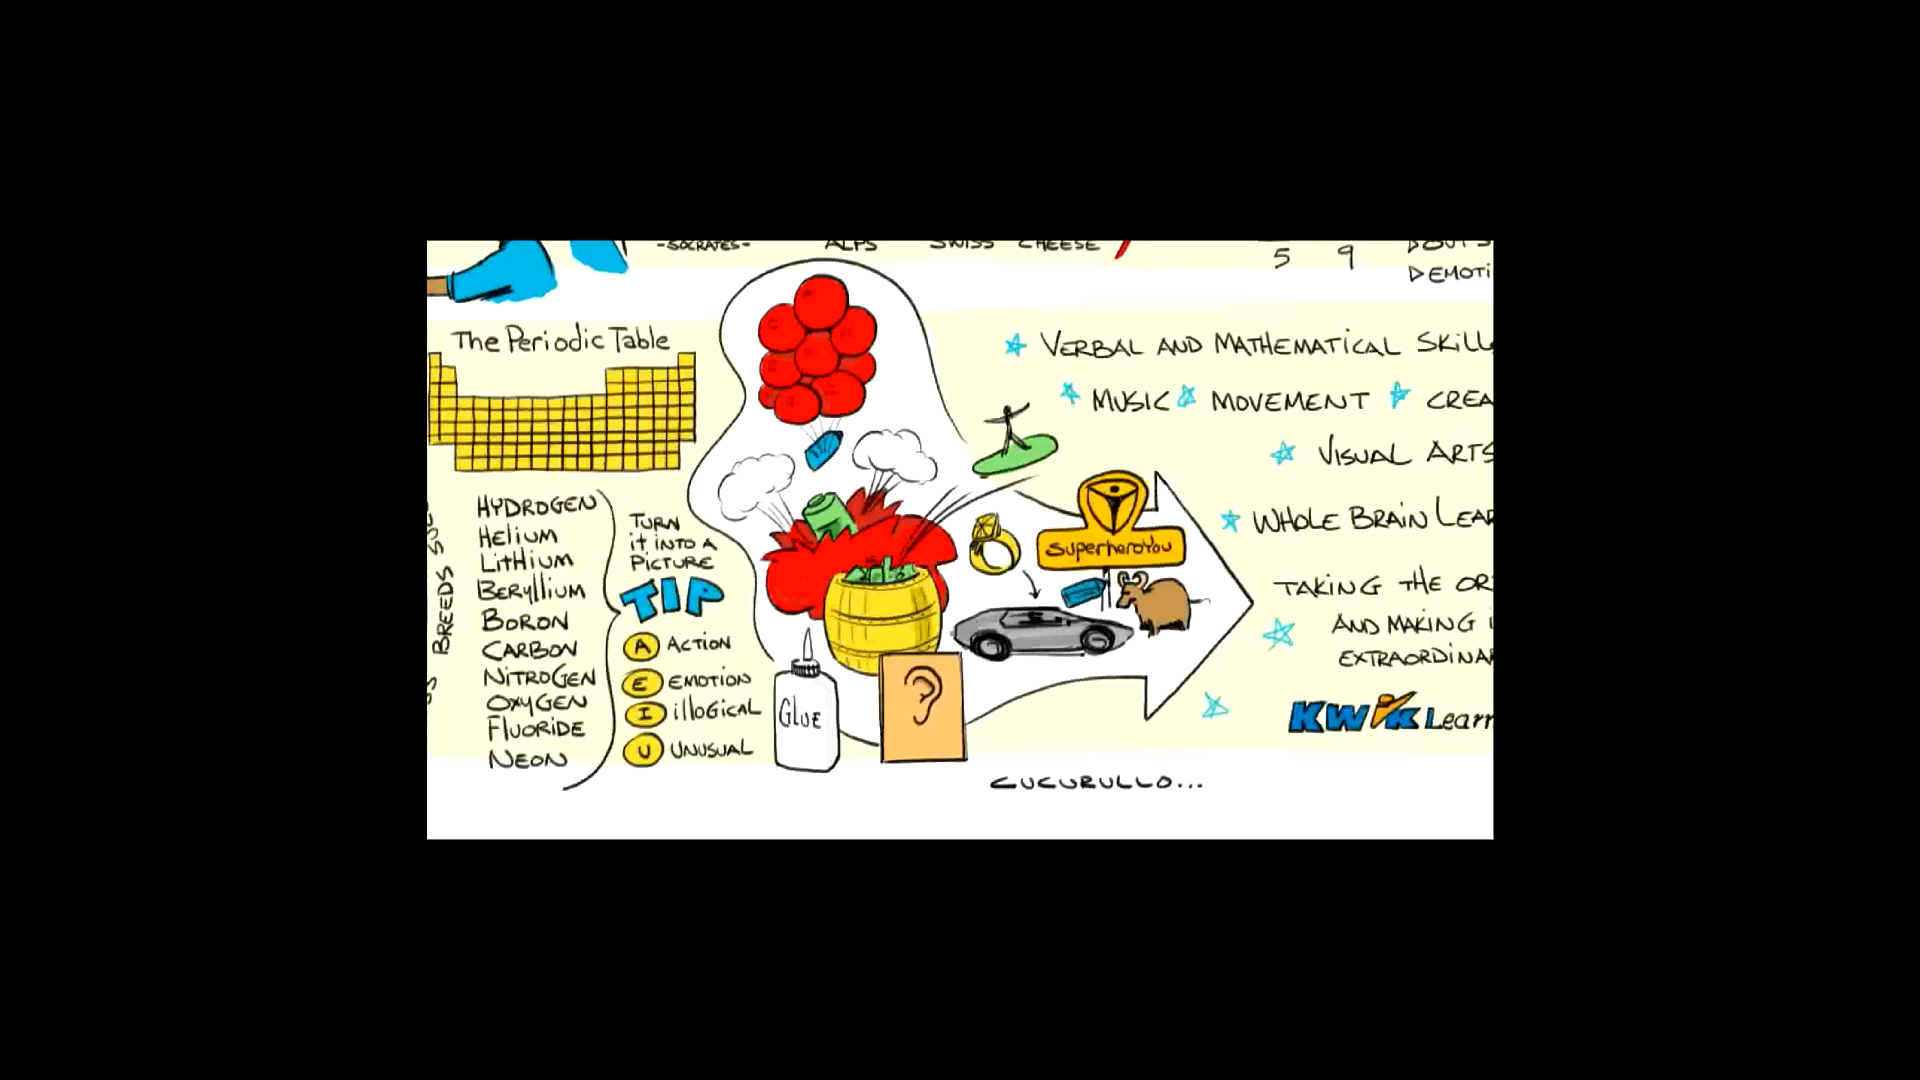 -SOCRATES-
ALPS
SWISS CHEESE
5 9
EMOTI
The Periodic Table
HYDROGEN
HELIUM
LITHIUM
BERYLLIUM
BORON
CARBON
NITROGEN
OXYGEN
FLUORIDE
NEON
BREEDS
TURN
it INTO A
PICTURE
TIP
A ACTION
E EMOTION
I illOGICAL
U UNUSUAL
GLUE
SuperheroYou
VERBAL AND MATHEMATICAL SKILL
MUSIC MOVEMENT CREA
VISUAL ARTS
WHOLE BRAIN LEAR
TAKING THE OR
AND MAKING i
EXTRAORDINA
KWiK Learn
CUCURULLO...